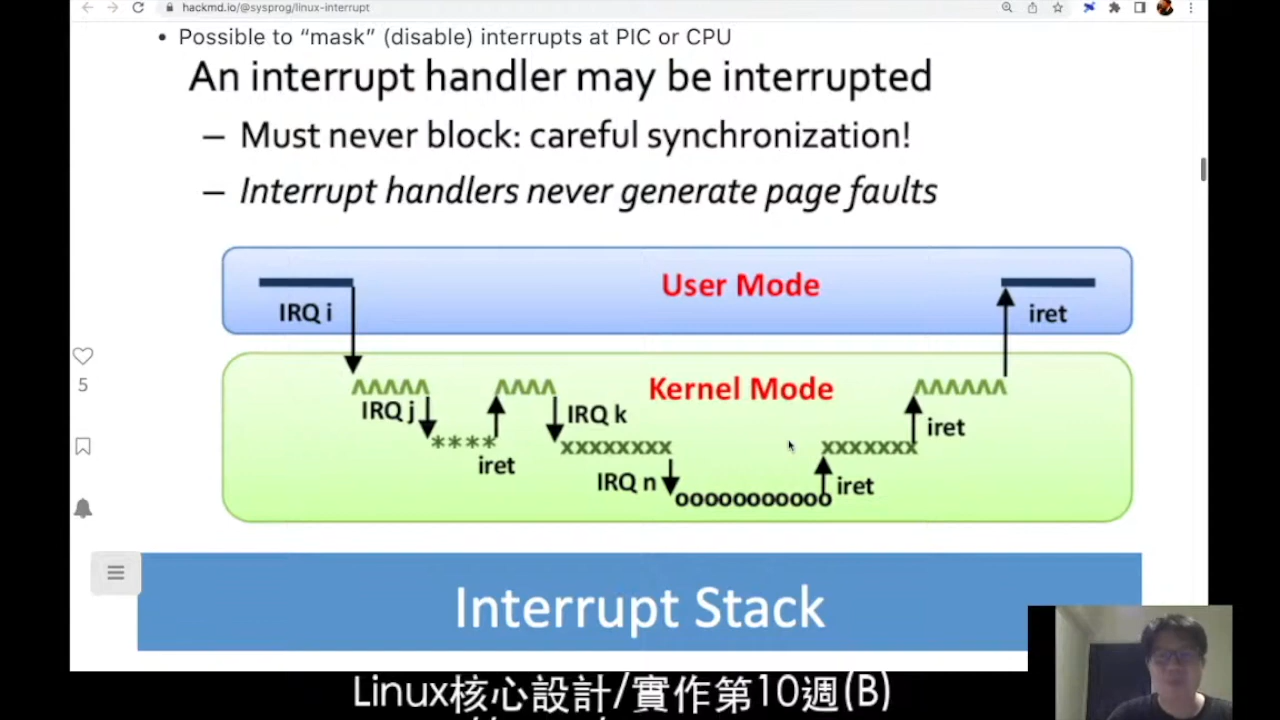 hackmd.io/@sysprog/linux-interrupt
• Possible to “mask” (disable) interrupts at PIC or CPU
An interrupt handler may be interrupted
– Must never block: careful synchronization!
– Interrupt handlers never generate page faults
User Mode
IRQ i
iret
Kernel Mode
ΛΛΛΛΛ
ΛΛΛΛ
ΛΛΛΛΛΛ
5
IRQ j
IRQ k
iret
****
xxxxxxxx
xxxxxxx
iret
IRQ n
iret
ooooooooooo
Interrupt Stack
Linux核心設計/實作第10週(B)